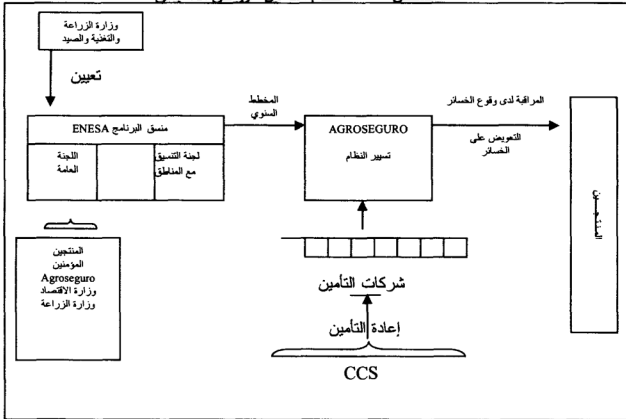 وزارة الزراعة
والتغذية والصيد
تعيين
منسق البرنامج ENESA
اللجنة
العامة
لجنة التنسيق
مع المناطق
المخطط
السنوي
AGROSEGURO
تسيير النظام
المراقبة لدى وقوع الخسائر
التعويض على
الخسائر
المنتجـــين
المنتجين
المؤمنين
Agroseguro
وزارة الاقتصاد
وزارة الزراعة
شركات التأمين
إعادة التأمين
CCS